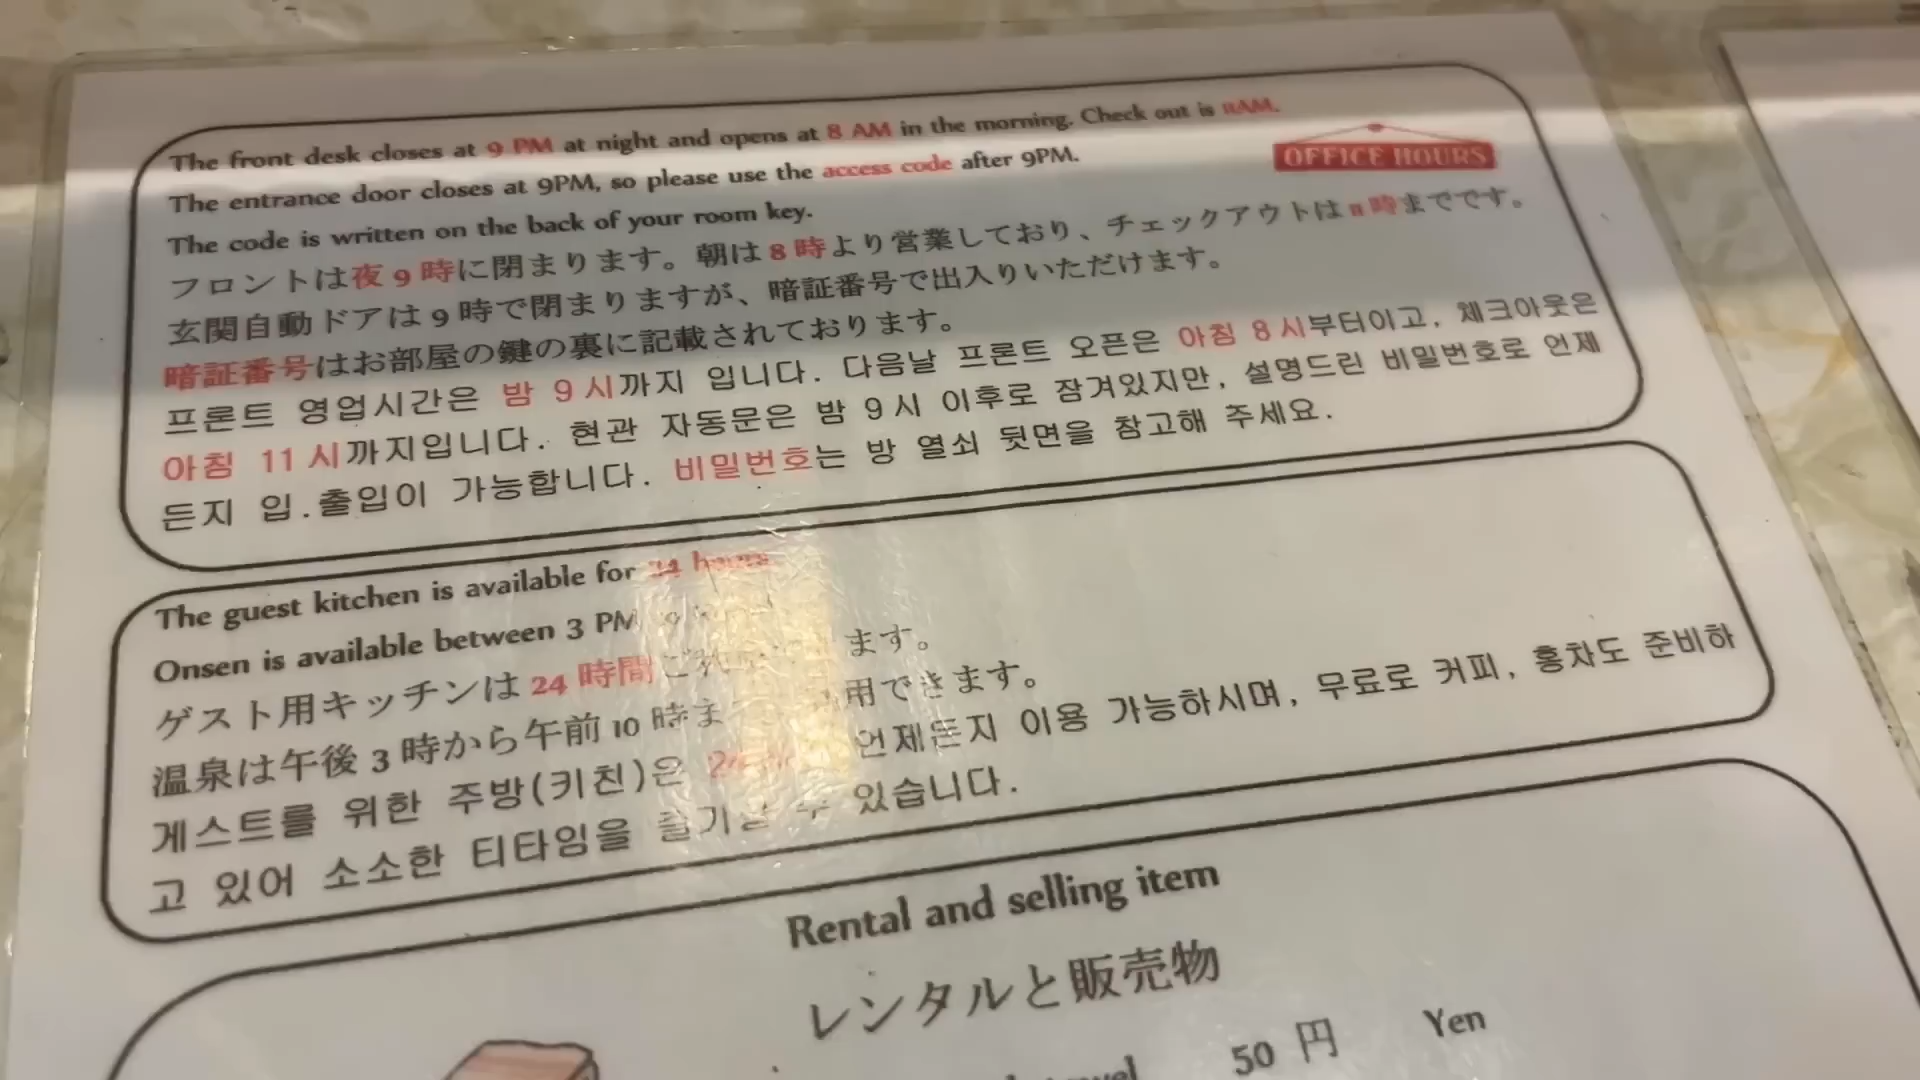 The front desk closes at 9 PM at night and opens at 8 AM in the morning. Check out is 11AM.
The entrance door closes at 9PM, so please use the access code after 9PM.
OFFICE HOURS
The code is written on the back of your room key.
フロントは夜 9 時に閉まります。朝は 8 時より営業しており、チェックアウトは 11 時までです。
玄関自動ドアは 9 時で閉まりますが、暗証番号で出入りいただけます。
暗証番号はお部屋の鍵の裏に記載されております。
프론트 영업시간은 밤 9 시까지 입니다. 다음날 프론트 오픈은 아침 8 시부터이고, 체크아웃은
아침 11 시까지입니다. 현관 자동문은 밤 9 시 이후로 잠겨있지만, 설명드린 비밀번호로 언제
든지 입.출입이 가능합니다. 비밀번호는 방 열쇠 뒷면을 참고해 주세요.
The guest kitchen is available for 24 hours
Onsen is available between 3 PM
ゲスト用キッチンは 24 時間ご ます。
温泉は午後 3 時から午前 10 時ま 用できます。
게스트를 위한 주방(키친)은 언제든지 이용 가능하시며, 무료로 커피, 홍차도 준비하
고 있어 소소한 티타임을 즐기실 수 있습니다.
Rental and selling item
レンタルと販売物
50 円 Yen